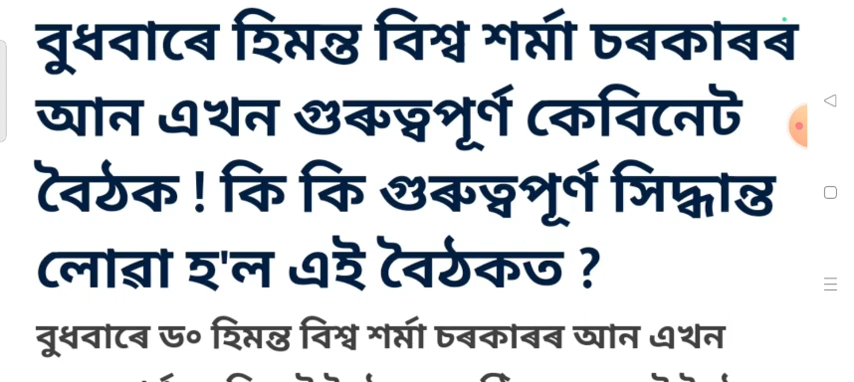 বুধবাৰে হিমন্ত বিশ্ব শৰ্মা চৰকাৰৰ
আন এখন গুৰুত্বপূৰ্ণ কেবিনেট
বৈঠক ! কি কি গুৰুত্বপূৰ্ণ সিদ্ধান্ত
লোৱা হ'ল এই বৈঠকত ?
বুধবাৰে ড০ হিমন্ত বিশ্ব শৰ্মা চৰকাৰৰ আন এখন